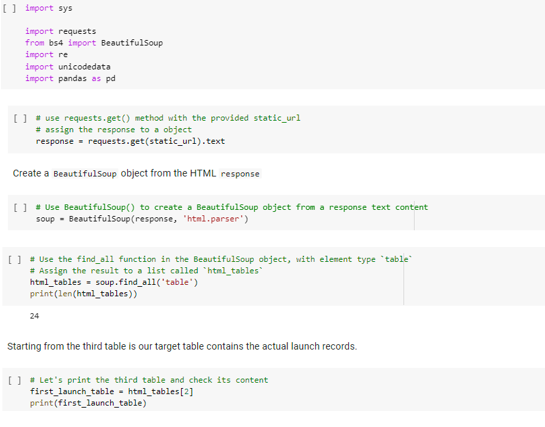 [ ] import sys
import requests
from bs4 import BeautifulSoup
import re
import unicodedata
import pandas as pd
[ ] # use requests.get() method with the provided static_url
# assign the response to a object
response = requests.get(static_url).text
Create a BeautifulSoup object from the HTML response
[ ] # Use BeautifulSoup() to create a BeautifulSoup object from a response text content
soup = BeautifulSoup(response, 'html.parser')
[ ] # Use the find_all function in the BeautifulSoup object, with element type `table`
# Assign the result to a list called `html_tables`
html_tables = soup.find_all('table')
print(len(html_tables))
24
Starting from the third table is our target table contains the actual launch records.
[ ] # Let's print the third table and check its content
first_launch_table = html_tables[2]
print(first_launch_table)